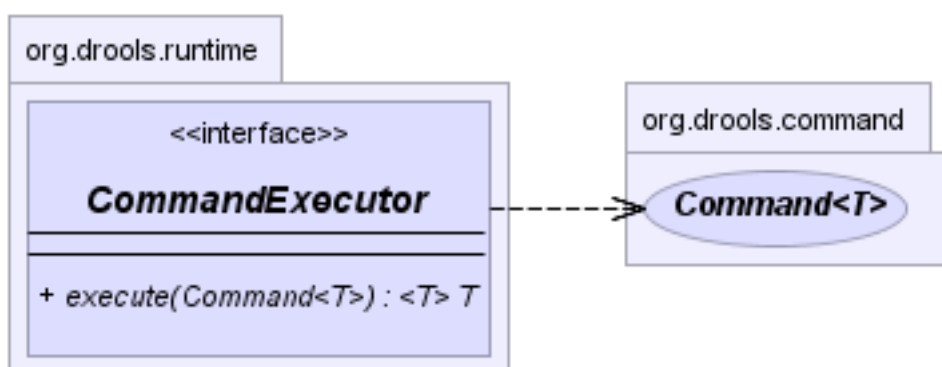 org.drools.runtime
<<interface>>
CommandExecutor
+ execute(Command<T>) : <T> T
org.drools.command
Command<T>